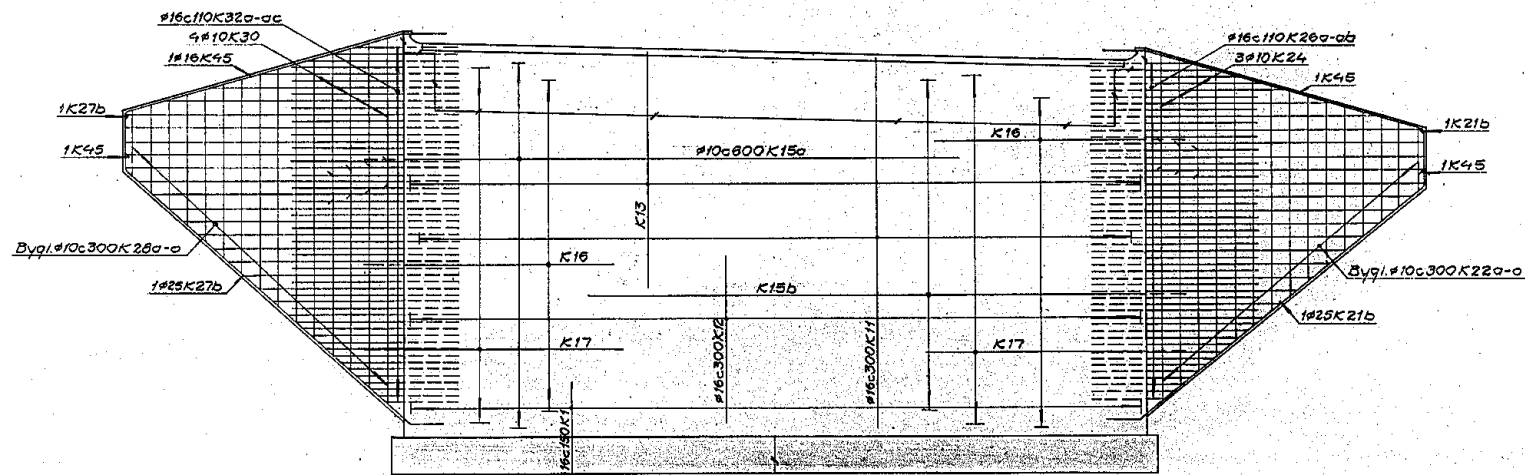 ø16c110K32a-ac
4ø10K30
1ø16K45
1K27b
1K45
Bygl.ø10c300K28a-o
1ø25K27b
ø16c110K26a-ab
3ø10K24
1K45
1K21b
1K45
Bygl.ø10c300K22a-o
1ø25K21b
K16
ø10c600K15a
K13
K16
K15b
K17
K17
ø16c300K12
ø16c300K11
16c150K1